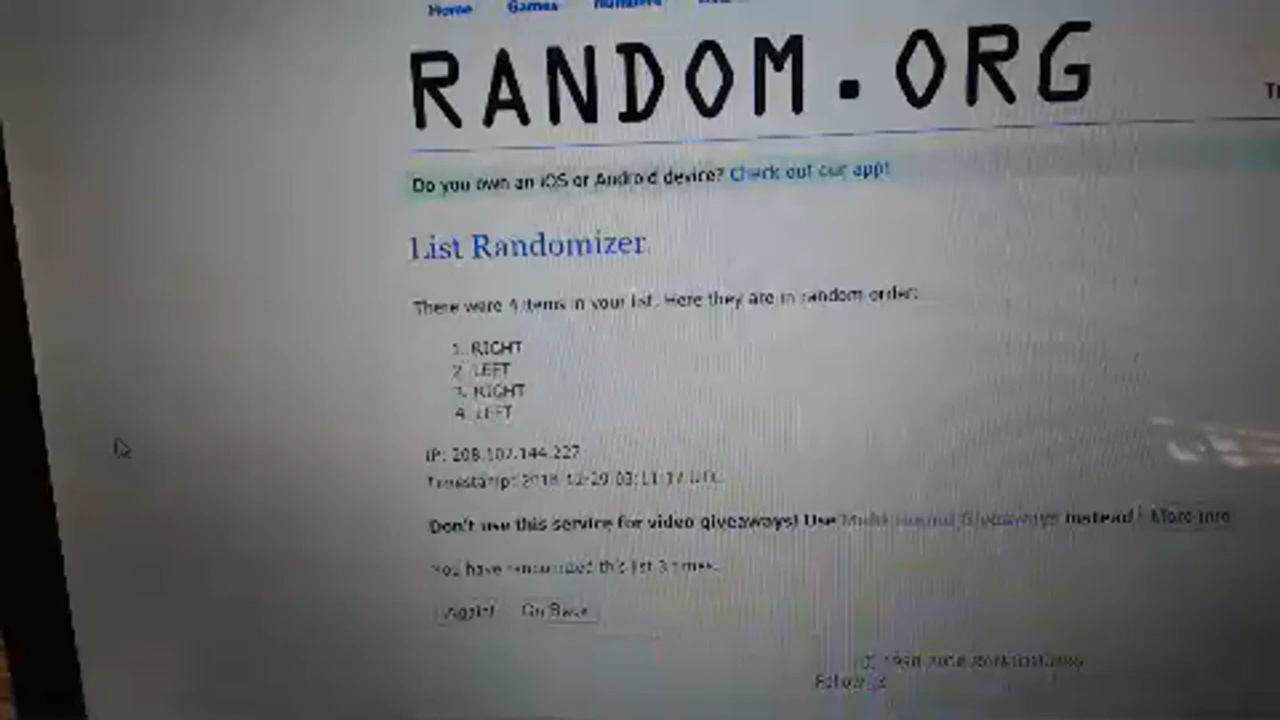 Home Games Numbers
RANDOM.ORG
Do you own an iOS or Android device? Check out our app!
List Randomizer
There were 4 items in your list. Here they are in random order:
1. RIGHT
2. LEFT
3. RIGHT
4. LEFT
IP: 208.107.144.227
Timestamp: 2018-12-29 03:11:17 UTC
Don't use this service for video giveaways! Use Multi-Round Giveaways instead! More info
You have randomized this list 3 times.
Again! Go Back
Follow us